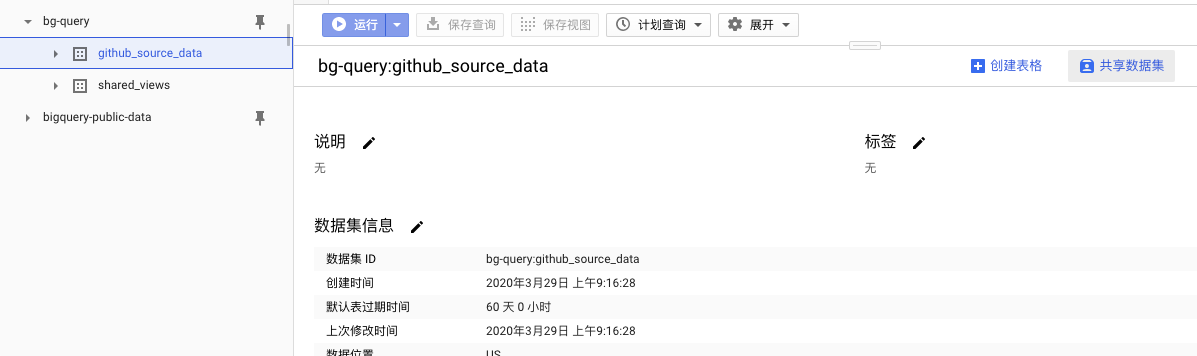 bg-query
github_source_data
shared_views
bigquery-public-data
运行 保存查询 保存视图 计划查询 展开
bg-query:github_source_data 创建表格 共享数据集
说明 标签
无 无
数据集信息
数据集 ID bg-query:github_source_data
创建时间 2020年3月29日 上午9:16:28
默认表过期时间 60 天 0 小时
上次修改时间 2020年3月29日 上午9:16:28
数据位置 US